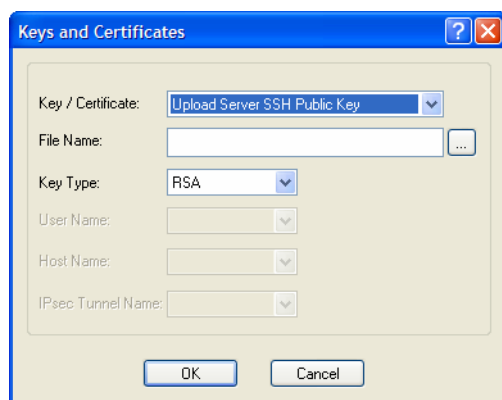 Keys and Certificates
Key / Certificate: Upload Server SSH Public Key
File Name: ...
Key Type: RSA
User Name:
Host Name:
IPsec Tunnel Name:
OK Cancel